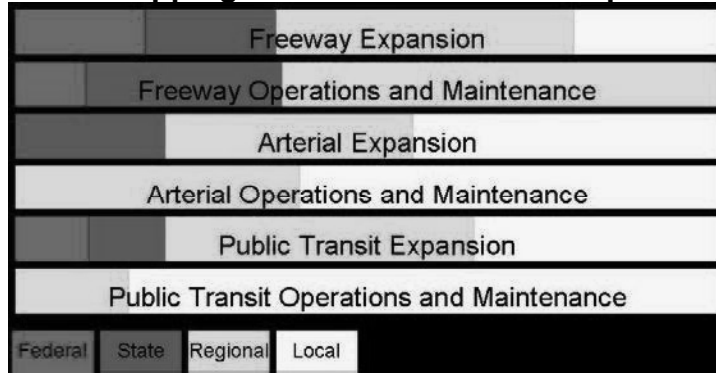 Freeway Expansion
Freeway Operations and Maintenance
Arterial Expansion
Arterial Operations and Maintenance
Public Transit Expansion
Public Transit Operations and Maintenance
Federal State Regional Local